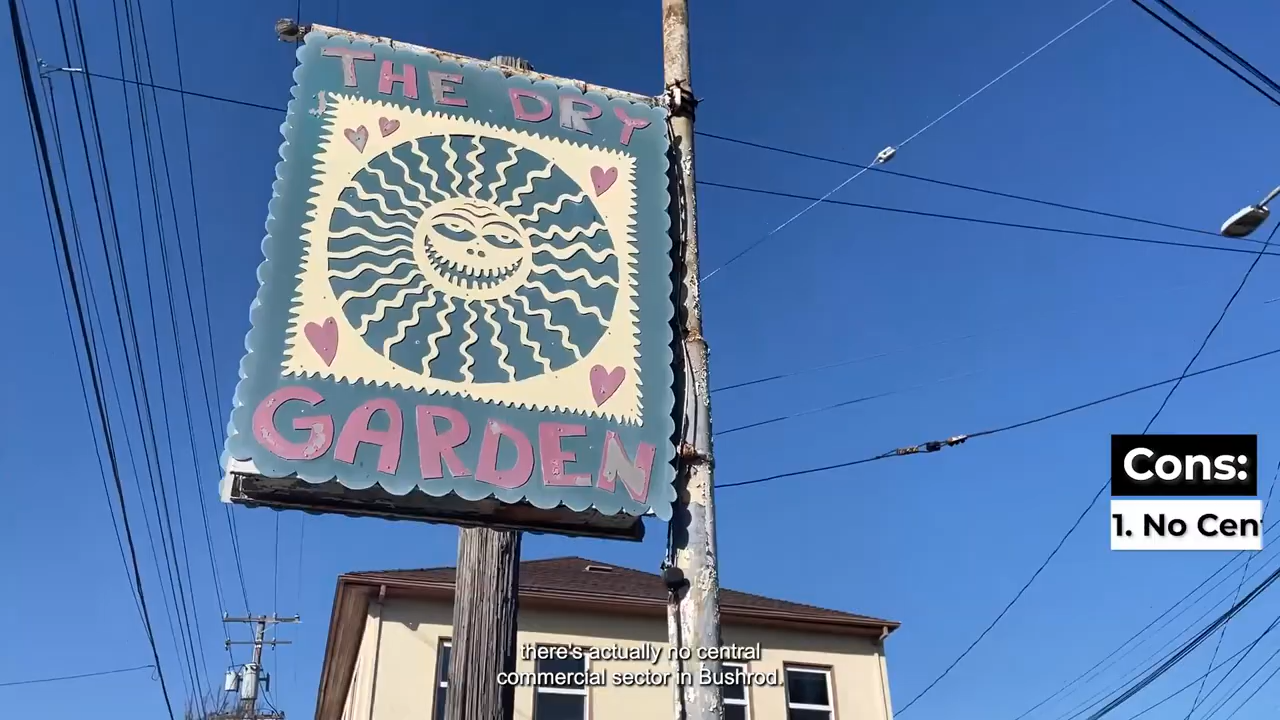 THE DRY
GARDEN
Cons:
1. No Cen
there's actually no central
commercial sector in Bushrod.